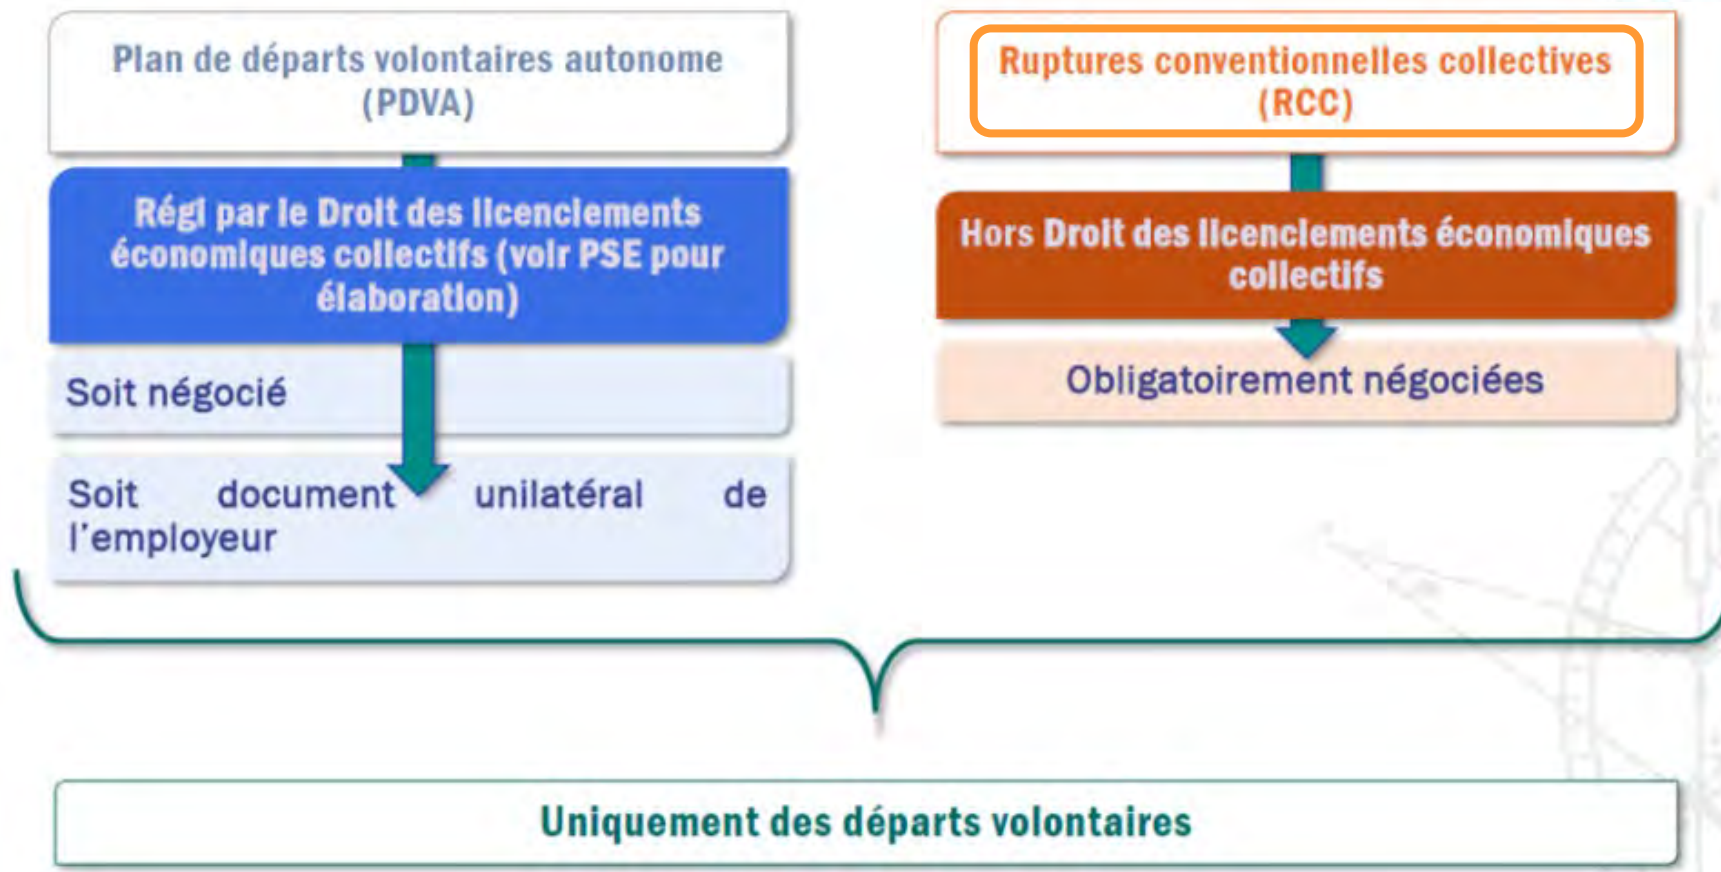 Plan de départs volontaires autonome
(PDVA)
Régi par le Droit des licenciements
économiques collectifs (voir PSE pour
élaboration)
Soit négocié
Soit document unilatéral de
l'employeur
Ruptures conventionnelles collectives
(RCC)
Hors Droit des licenciements économiques
collectifs
Obligatoirement négociées
Uniquement des départs volontaires